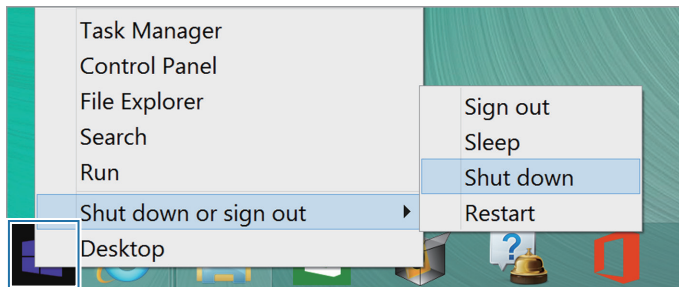 Task Manager
Control Panel
File Explorer
Search
Run
Shut down or sign out
Desktop
Sign out
Sleep
Shut down
Restart
?